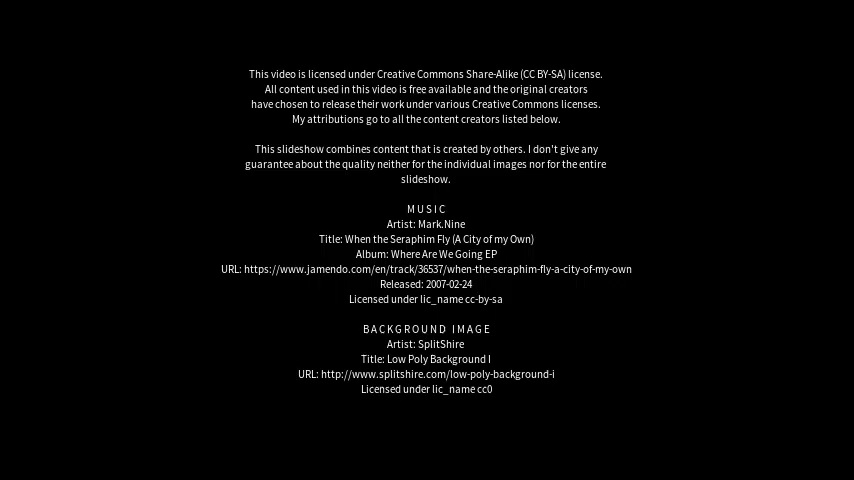 This video is licensed under Creative Commons Share-Alike (CC BY-SA) license.
All content used in this video is free available and the original creators
have chosen to release their work under various Creative Commons licenses.
My attributions go to all the content creators listed below.
This slideshow combines content that is created by others. I don't give any
guarantee about the quality neither for the individual images nor for the entire
slideshow.
MUSIC
Artist: Mark.Nine
Title: When the Seraphim Fly (A City of my Own)
Album: Where Are We Going EP
URL: https://www.jamendo.com/en/track/36537/when-the-seraphim-fly-a-city-of-my-own
Released: 2007-02-24
Licensed under lic_name cc-by-sa
BACKGROUND IMAGE
Artist: SplitShire
Title: Low Poly Background I
URL: http://www.splitshire.com/low-poly-background-i
Licensed under lic_name cc0